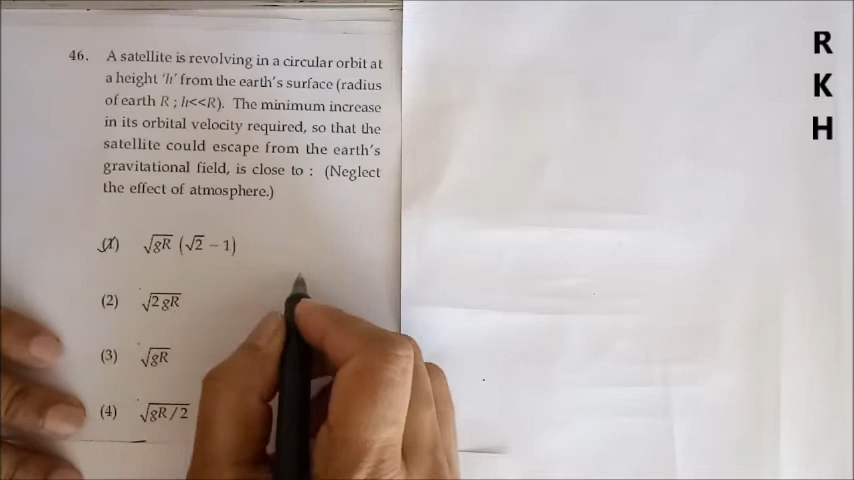 46. A satellite is revolving in a circular orbit at
a height 'h' from the earth's surface (radius
of earth R ; h<<R). The minimum increase
in its orbital velocity required, so that the
satellite could escape from the earth's
gravitational field, is close to : (Neglect
the effect of atmosphere.)
(1) √gR (√2 − 1)
(2) √2gR
(3) √gR
(4) √gR/2
R
K
H